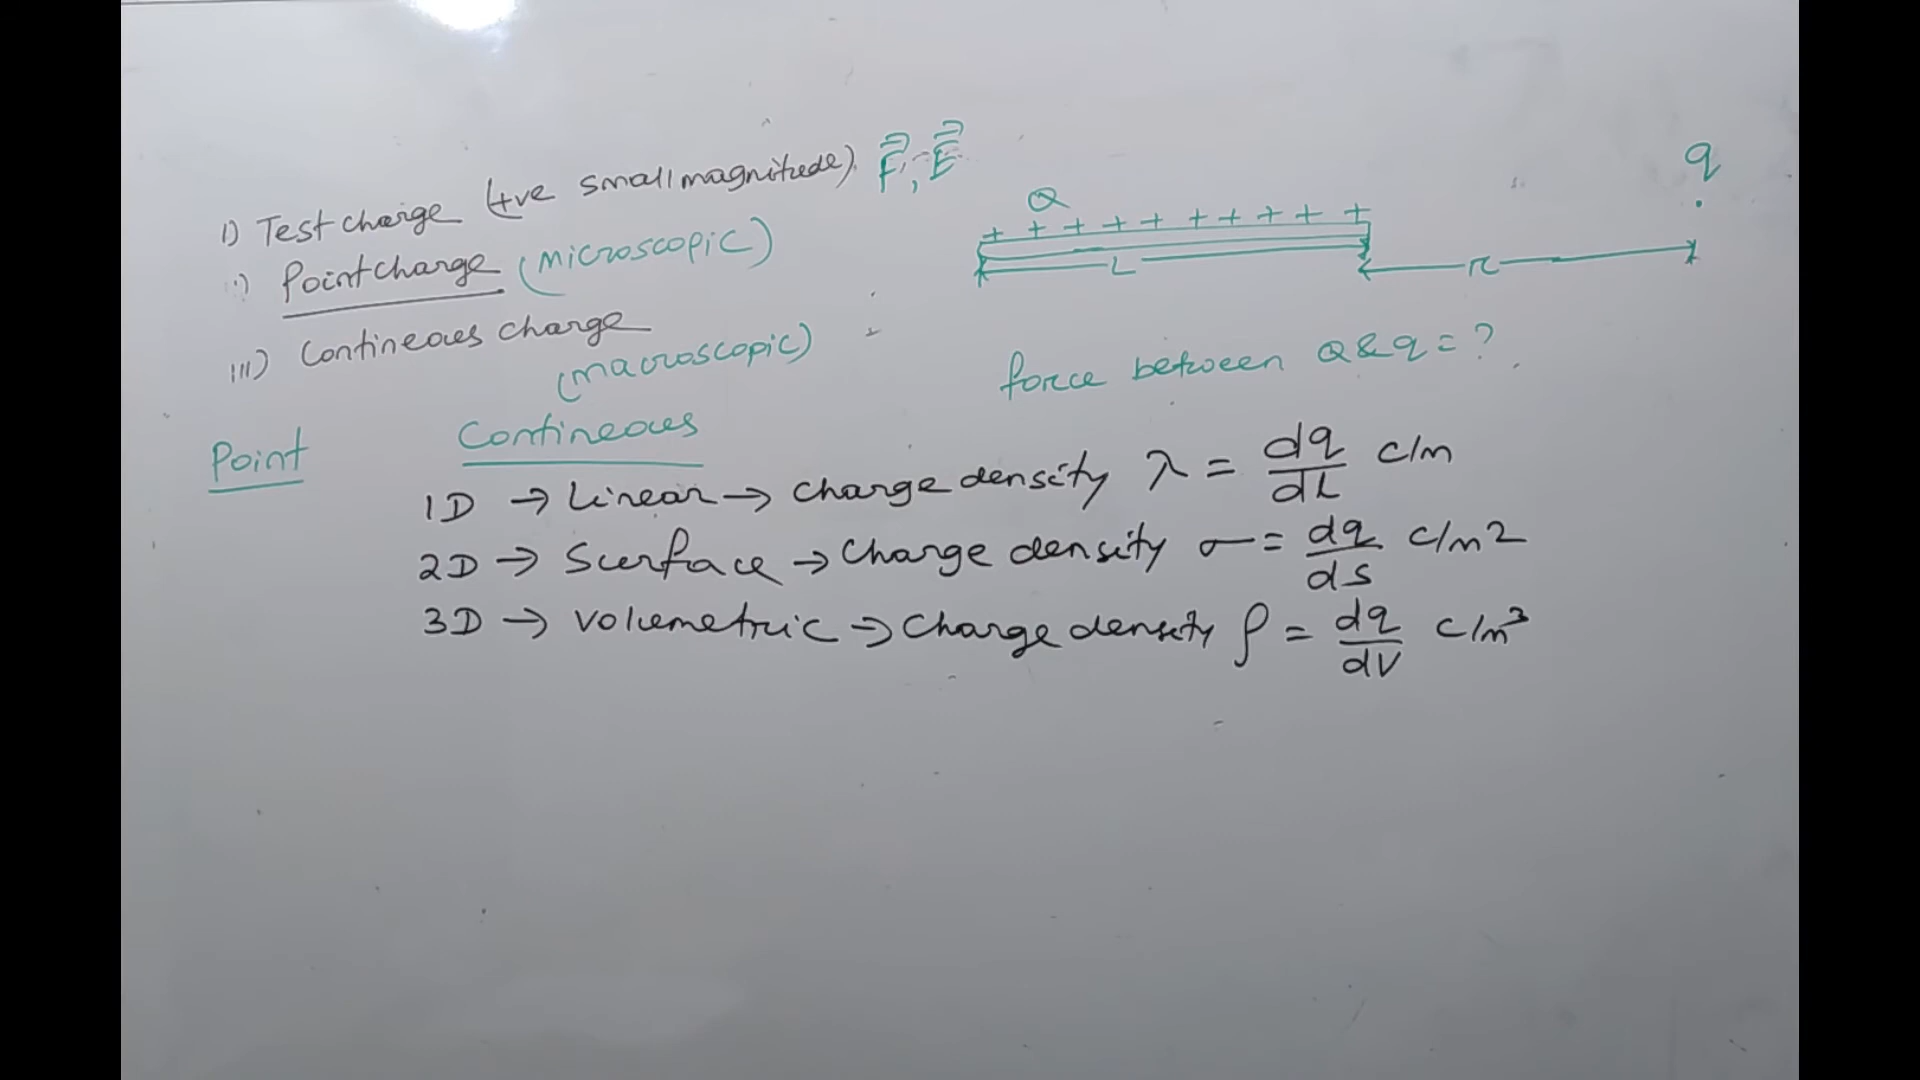 1) Test charge (+ve small magnitude) F⃗, E⃗
i) Point charge (microscopic)
iii) Contineous charge
(macroscopic)
Q
+ + + + + + + + + +
L
r
q
force between Q & q = ?
Point Contineous
1D → Linear → charge density λ = dq/dL c/m
2D → Surface → Charge density σ = dq/ds c/m2
3D → Volumetric → Charge density ρ = dq/dV c/m³